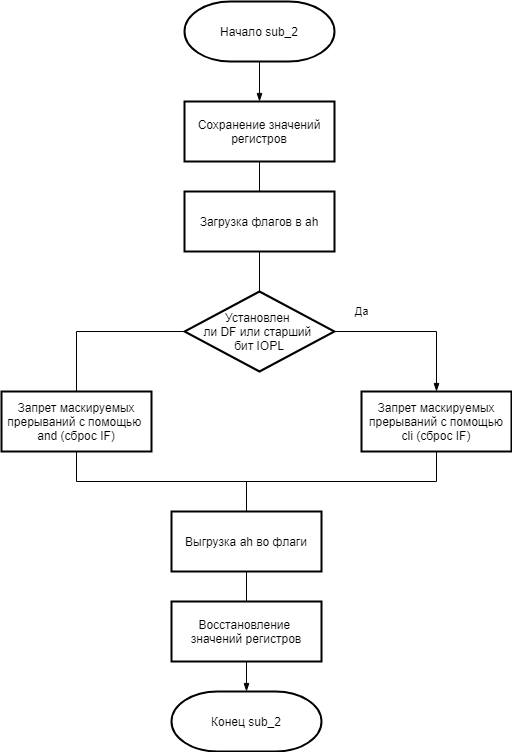 Начало sub_2
Сохранение значений
регистров
Загрузка флагов в ah
Установлен
ли DF или старший
бит IOPL
Да
Запрет маскируемых
прерываний с помощью
and (сброс IF)
Запрет маскируемых
прерываний с помощью
cli (сброс IF)
Выгрузка ah во флаги
Восстановление
значений регистров
Конец sub_2